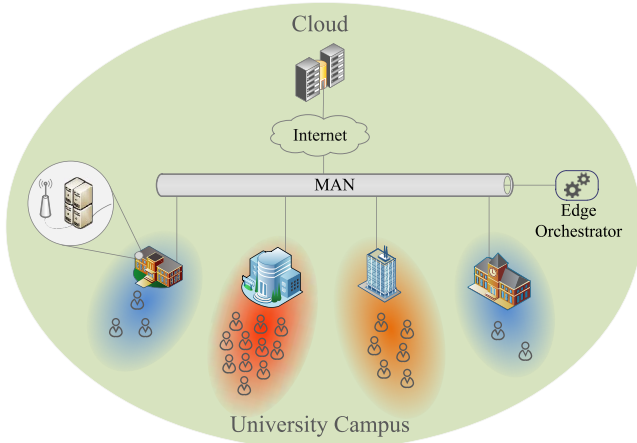 Cloud
Internet
MAN
Edge
Orchestrator
University Campus